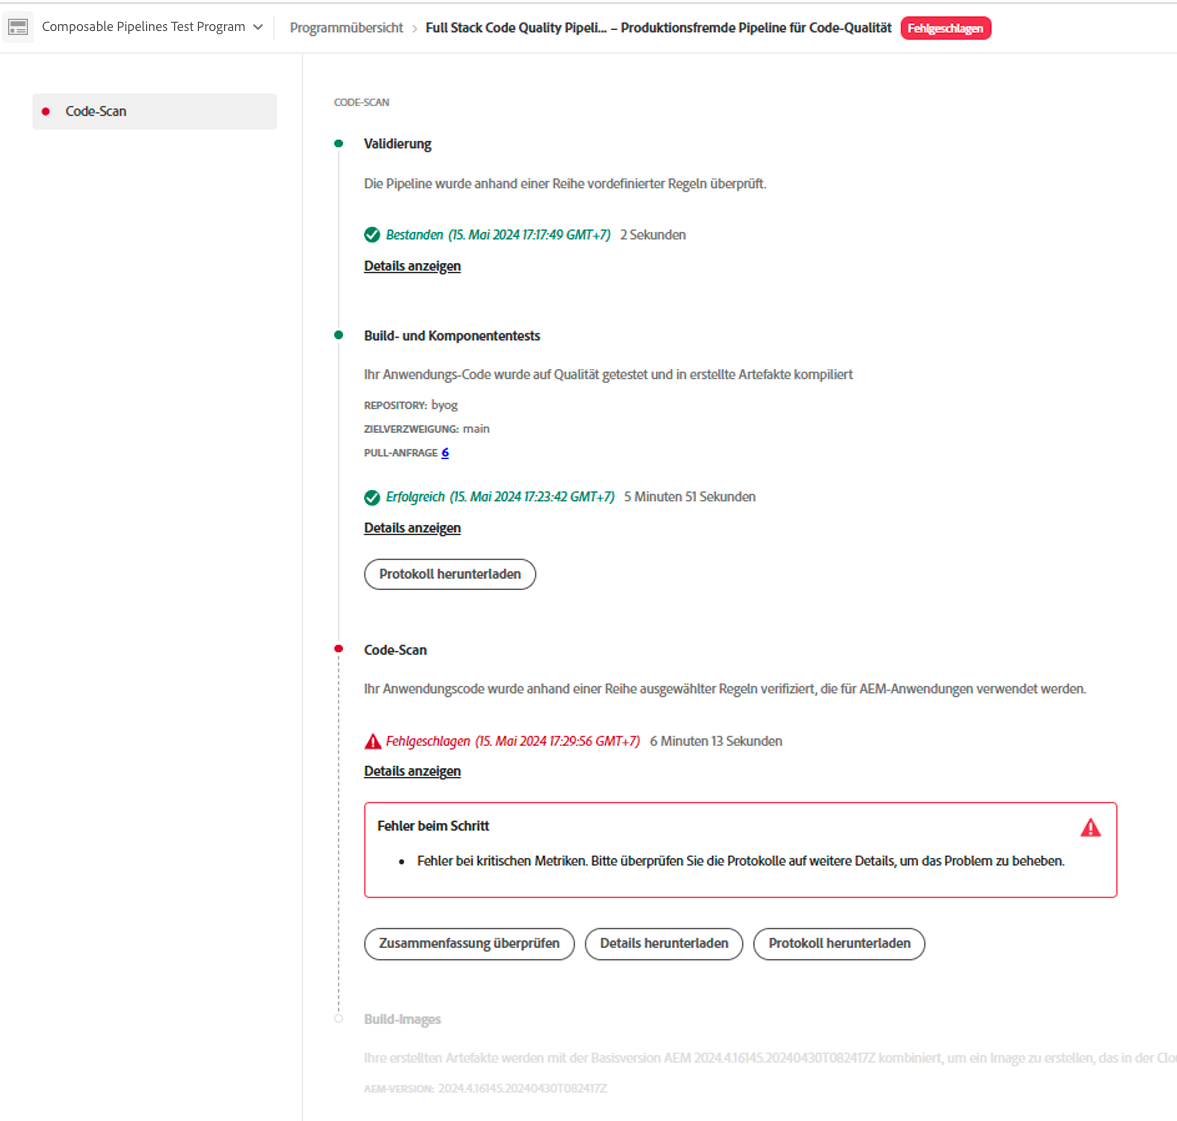 Composable Pipelines Test Program
Programmübersicht > Full Stack Code Quality Pipeli... – Produktionsfremde Pipeline für Code-Qualität Fehlgeschlagen
Code-Scan
CODE-SCAN
Validierung
Die Pipeline wurde anhand einer Reihe vordefinierter Regeln überprüft.
Bestanden (15. Mai 2024 17:17:49 GMT+7) 2 Sekunden
Details anzeigen
Build- und Komponententests
Ihr Anwendungs-Code wurde auf Qualität getestet und in erstellte Artefakte kompiliert
REPOSITORY: byog
ZIELVERZWEIGUNG: main
PULL-ANFRAGE 6
Erfolgreich (15. Mai 2024 17:23:42 GMT+7) 5 Minuten 51 Sekunden
Details anzeigen
Protokoll herunterladen
Code-Scan
Ihr Anwendungscode wurde anhand einer Reihe ausgewählter Regeln verifiziert, die für AEM-Anwendungen verwendet werden.
Fehlgeschlagen (15. Mai 2024 17:29:56 GMT+7) 6 Minuten 13 Sekunden
Details anzeigen
Fehler beim Schritt
• Fehler bei kritischen Metriken. Bitte überprüfen Sie die Protokolle auf weitere Details, um das Problem zu beheben.
Zusammenfassung überprüfen Details herunterladen Protokoll herunterladen
Build-Images
Ihre erstellten Artefakte werden mit der Basisversion AEM 2024.4.16145.20240430T082417Z kombiniert, um ein Image zu erstellen, das in der Clo
AEM-VERSION: 2024.4.16145.20240430T082417Z